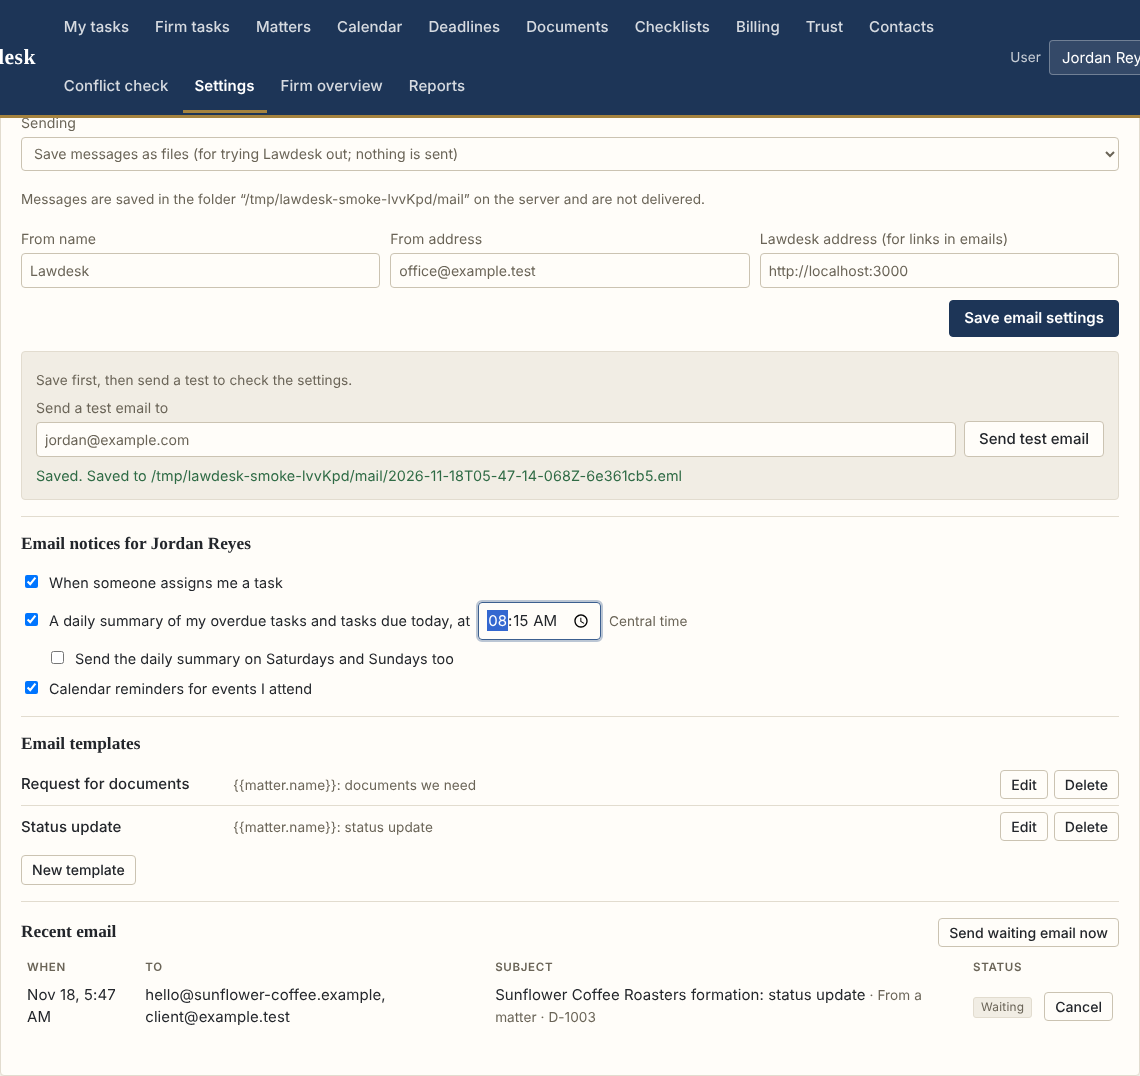 My tasks Firm tasks Matters Calendar Deadlines Documents Checklists Billing Trust Contacts
desk
User Jordan Rey
Conflict check Settings Firm overview Reports
Sending
Save messages as files (for trying Lawdesk out; nothing is sent)
Messages are saved in the folder “/tmp/lawdesk-smoke-IvvKpd/mail” on the server and are not delivered.
From name From address Lawdesk address (for links in emails)
Lawdesk office@example.test http://localhost:3000
Save email settings
Save first, then send a test to check the settings.
Send a test email to
jordan@example.com Send test email
Saved. Saved to /tmp/lawdesk-smoke-IvvKpd/mail/2026-11-18T05-47-14-068Z-6e361cb5.eml
Email notices for Jordan Reyes
When someone assigns me a task
A daily summary of my overdue tasks and tasks due today, at 08:15 AM Central time
Send the daily summary on Saturdays and Sundays too
Calendar reminders for events I attend
Email templates
Request for documents {{matter.name}}: documents we need Edit Delete
Status update {{matter.name}}: status update Edit Delete
New template
Recent email Send waiting email now
WHEN TO SUBJECT STATUS
Nov 18, 5:47 AM hello@sunflower-coffee.example, client@example.test Sunflower Coffee Roasters formation: status update · From a matter · D-1003 Waiting Cancel